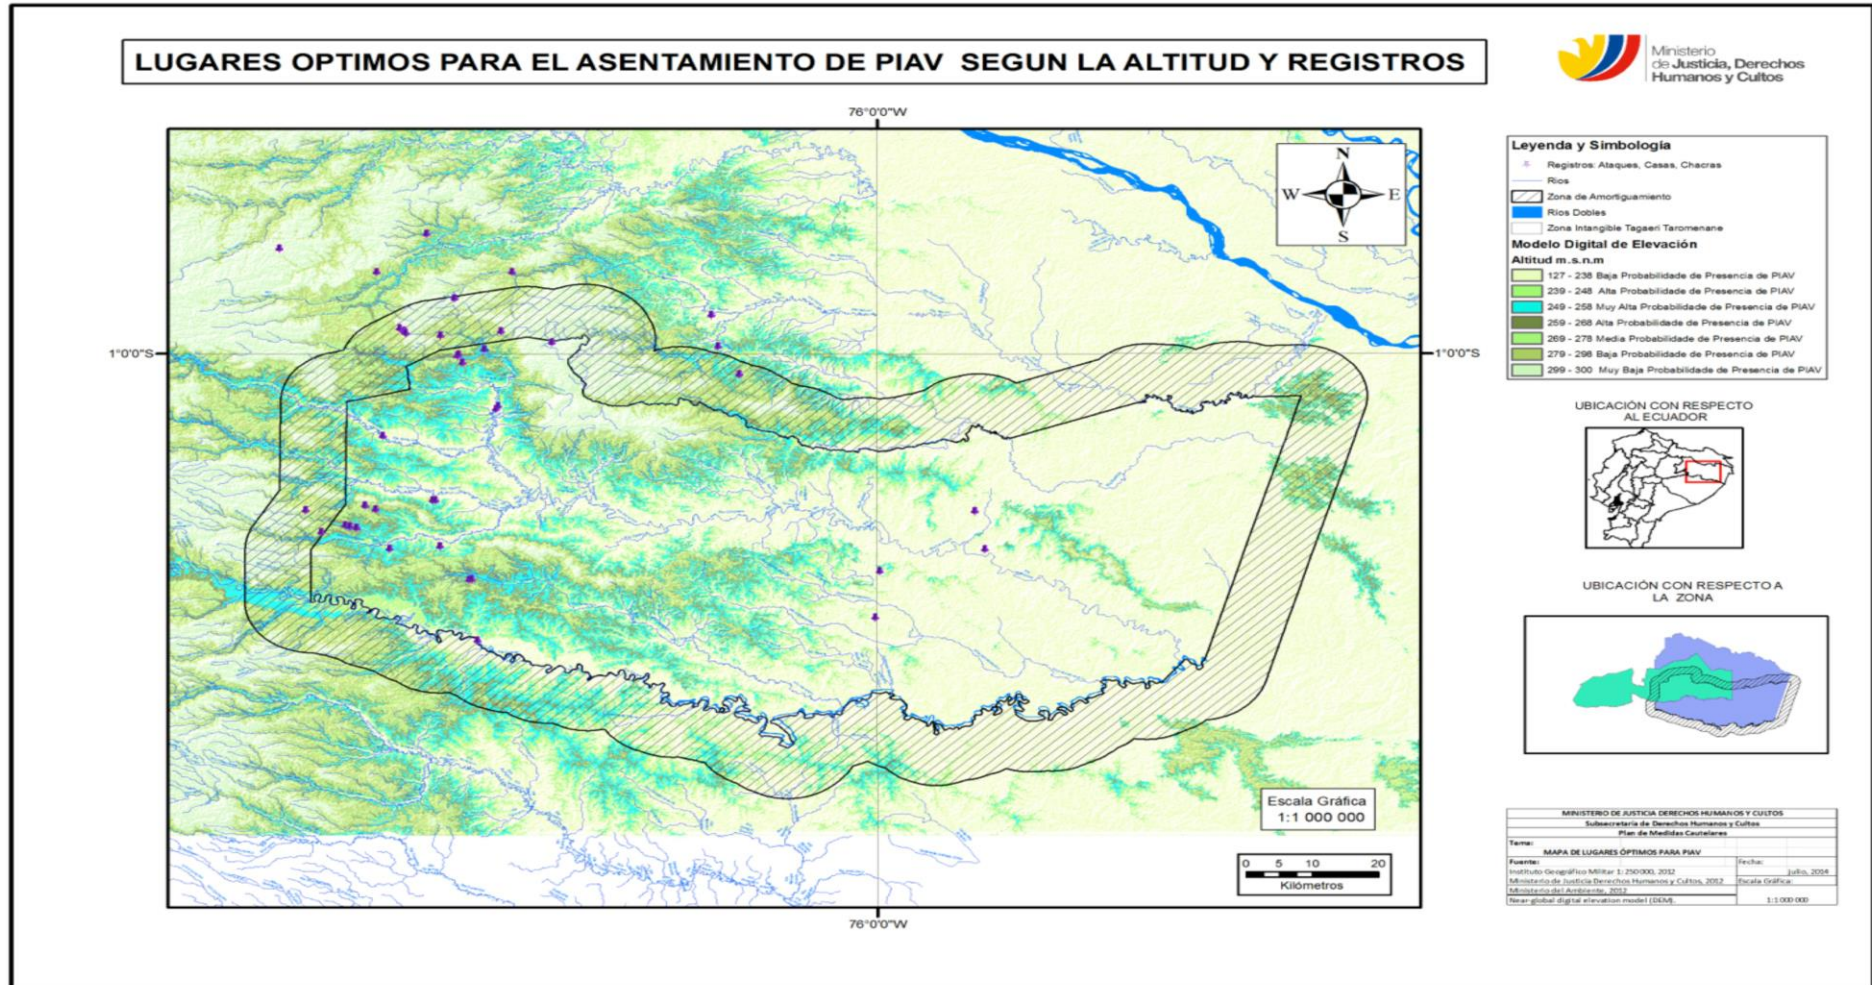 LUGARES OPTIMOS PARA EL ASENTAMIENTO DE PIAV SEGUN LA ALTITUD Y REGISTROS
Ministerio
de Justicia, Derechos
Humanos y Cultos
76°0'0"W
1°0'0"S
1°0'0"S
76°0'0"W
N
W
E
S
Escala Gráfica
1:1 000 000
0 5 10 20
Kilómetros
Leyenda y Simbología
Registros: Ataques, Casas, Chacras
Rios
Zona de Amortiguamiento
Rios Dobles
Zona Intangible Tagaeri Taromenane
Modelo Digital de Elevación
Altitud m.s.n.m
127 - 238 Baja Probabilidade de Presencia de PIAV
239 - 248 Alta Probabilidade de Presencia de PIAV
249 - 258 Muy Alta Probabilidade de Presencia de PIAV
259 - 268 Alta Probabilidade de Presencia de PIAV
269 - 278 Media Probabilidade de Presencia de PIAV
279 - 298 Baja Probabilidade de Presencia de PIAV
299 - 300 Muy Baja Probabilidade de Presencia de PIAV
UBICACIÓN CON RESPECTO
AL ECUADOR
UBICACIÓN CON RESPECTO A
LA ZONA
MINISTERIO DE JUSTICIA DERECHOS HUMANOS Y CULTOS
Subsecretaría de Derechos Humanos y Cultos
Plan de Medidas Cautelares
Tema:
MAPA DE LUGARES ÓPTIMOS PARA PIAV
Fuente:
Instituto Geográfico Militar 1: 250 000, 2012
Ministerio de Justicia Derechos Humanos y Cultos, 2012
Ministerio del Ambiente, 2012
Near-global digital elevation model (DEM).
Fecha:
julio, 2014
Escala Gráfica:
1:1 000 000